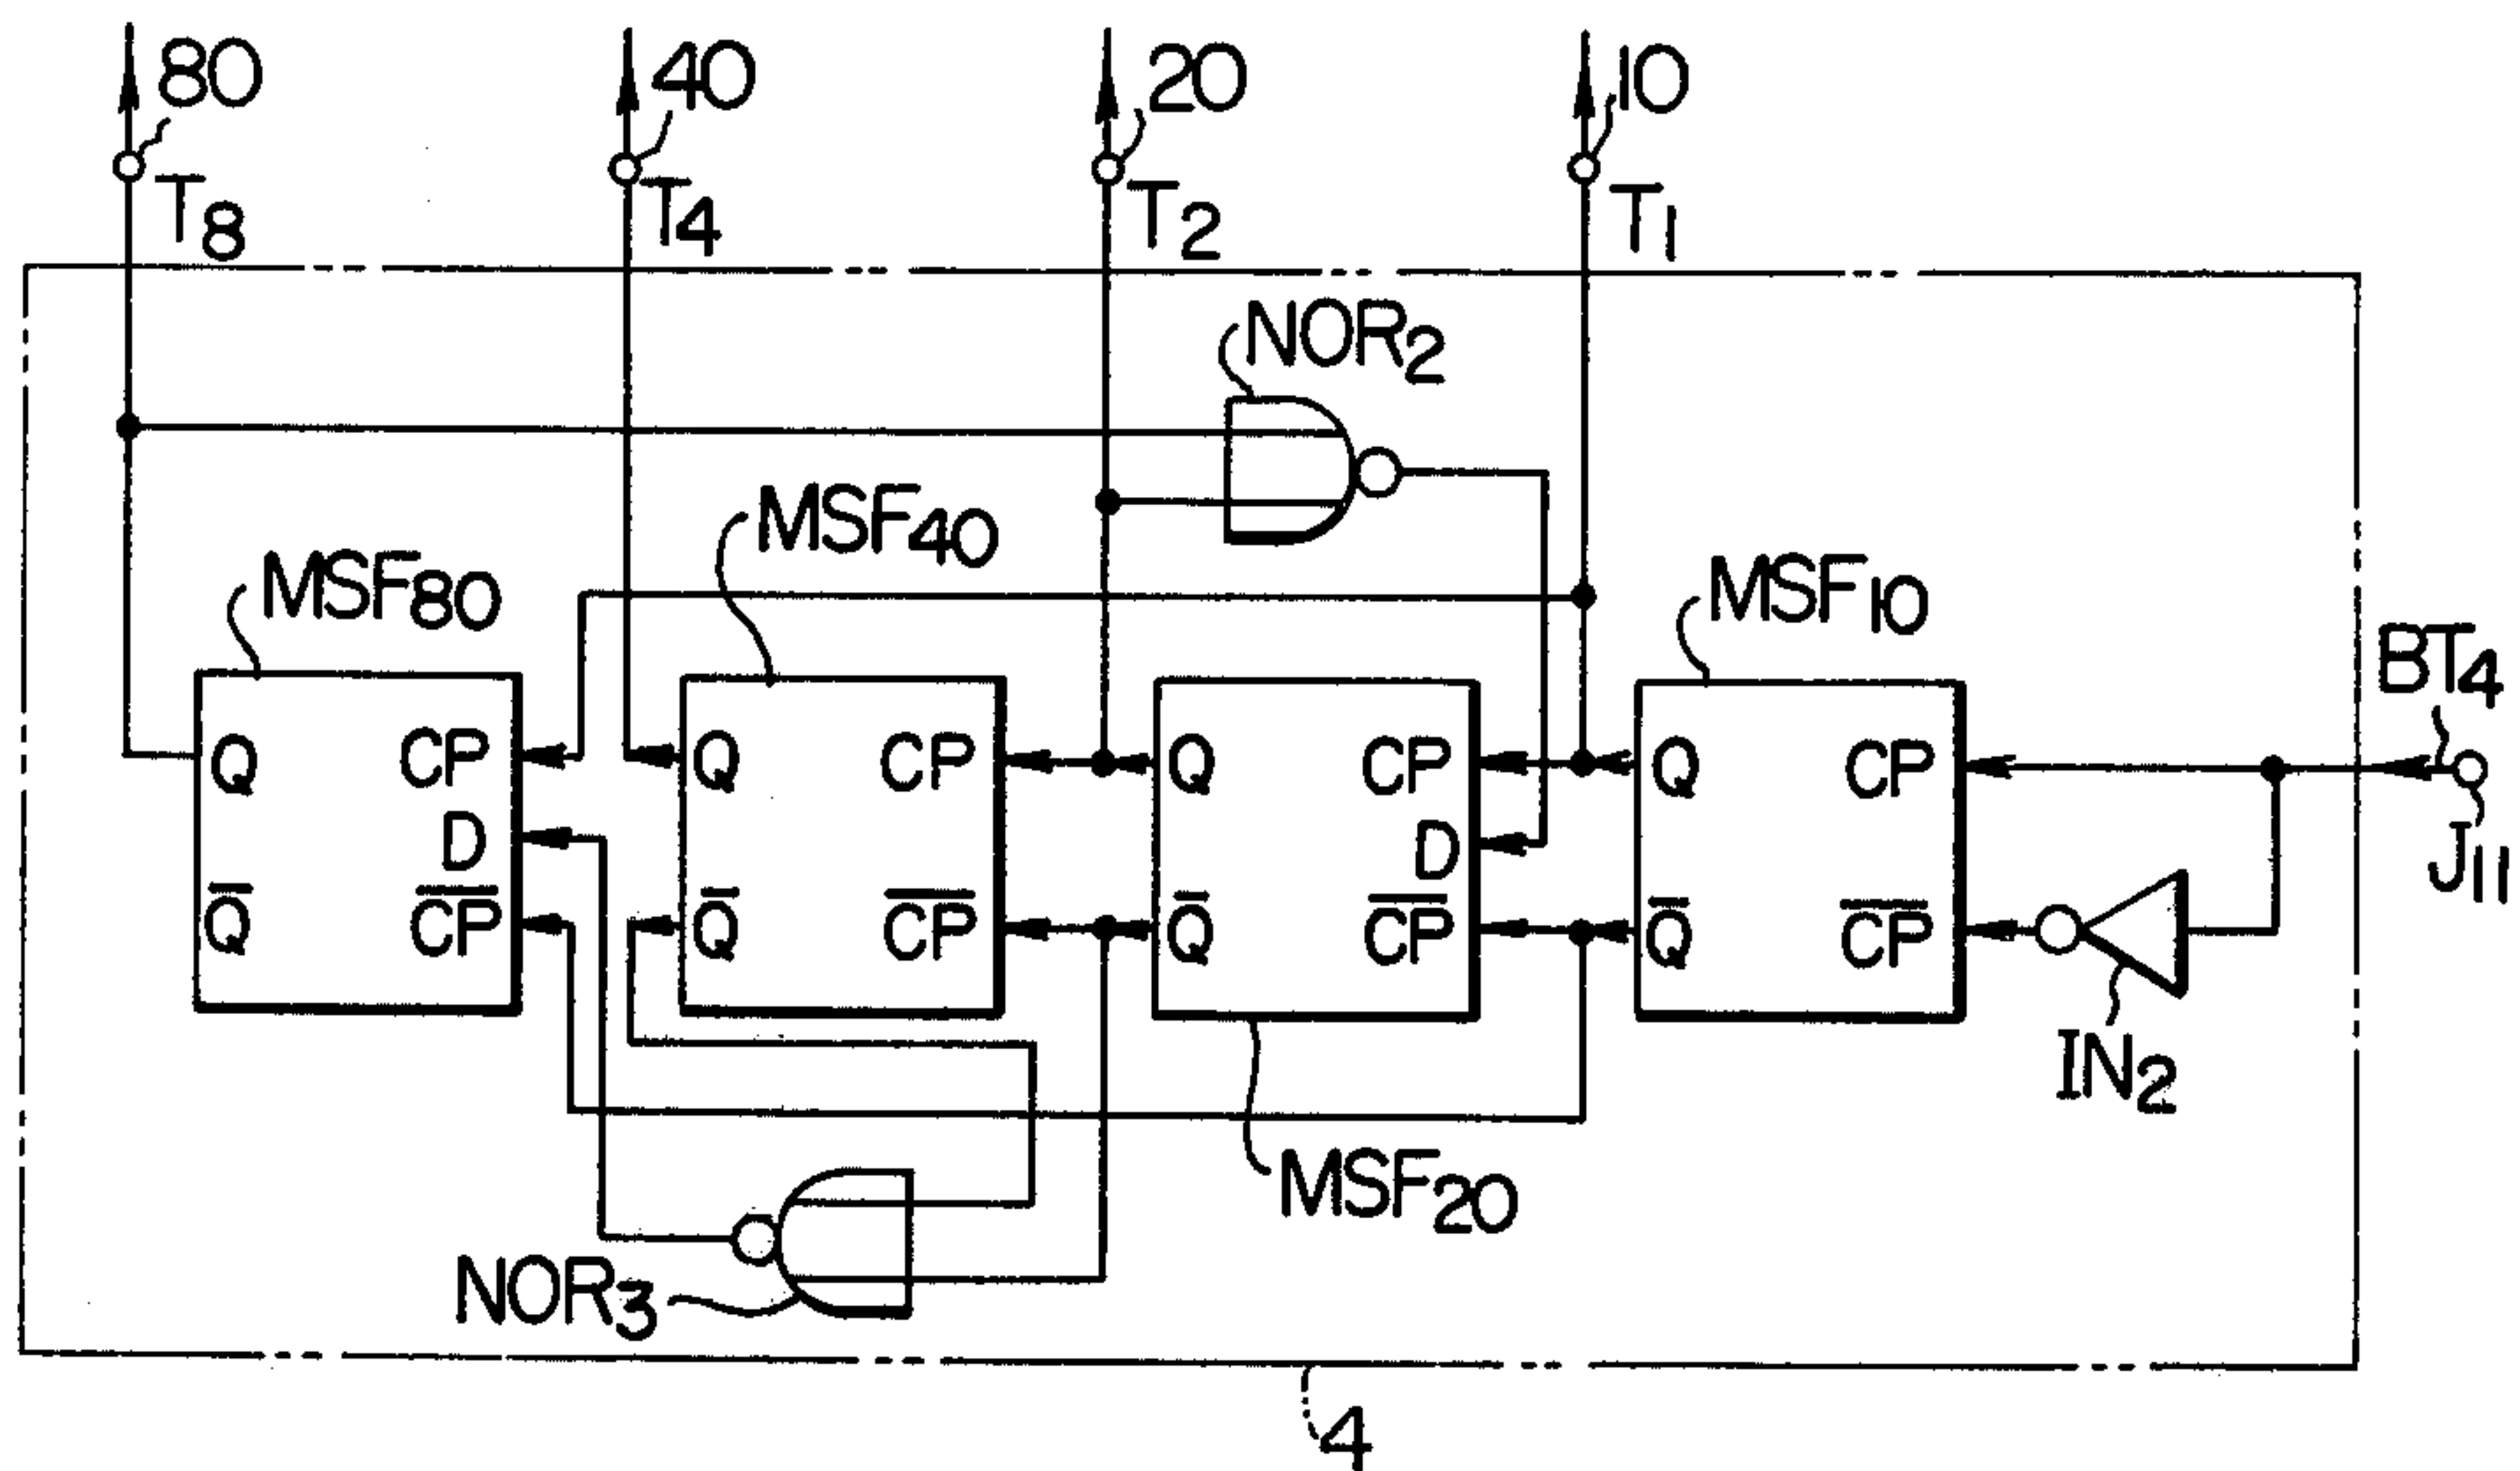 80 40 20 10
T8 T4 T2 T1
NOR2
MSF80 MSF40 MSF10
BT4
Q CP Q CP Q CP Q CP
D D
J11
Q̅ C̅P̅ Q̅ C̅P̅ Q̅ C̅P̅ Q̅ C̅P̅
IN2
MSF20
NOR3
4